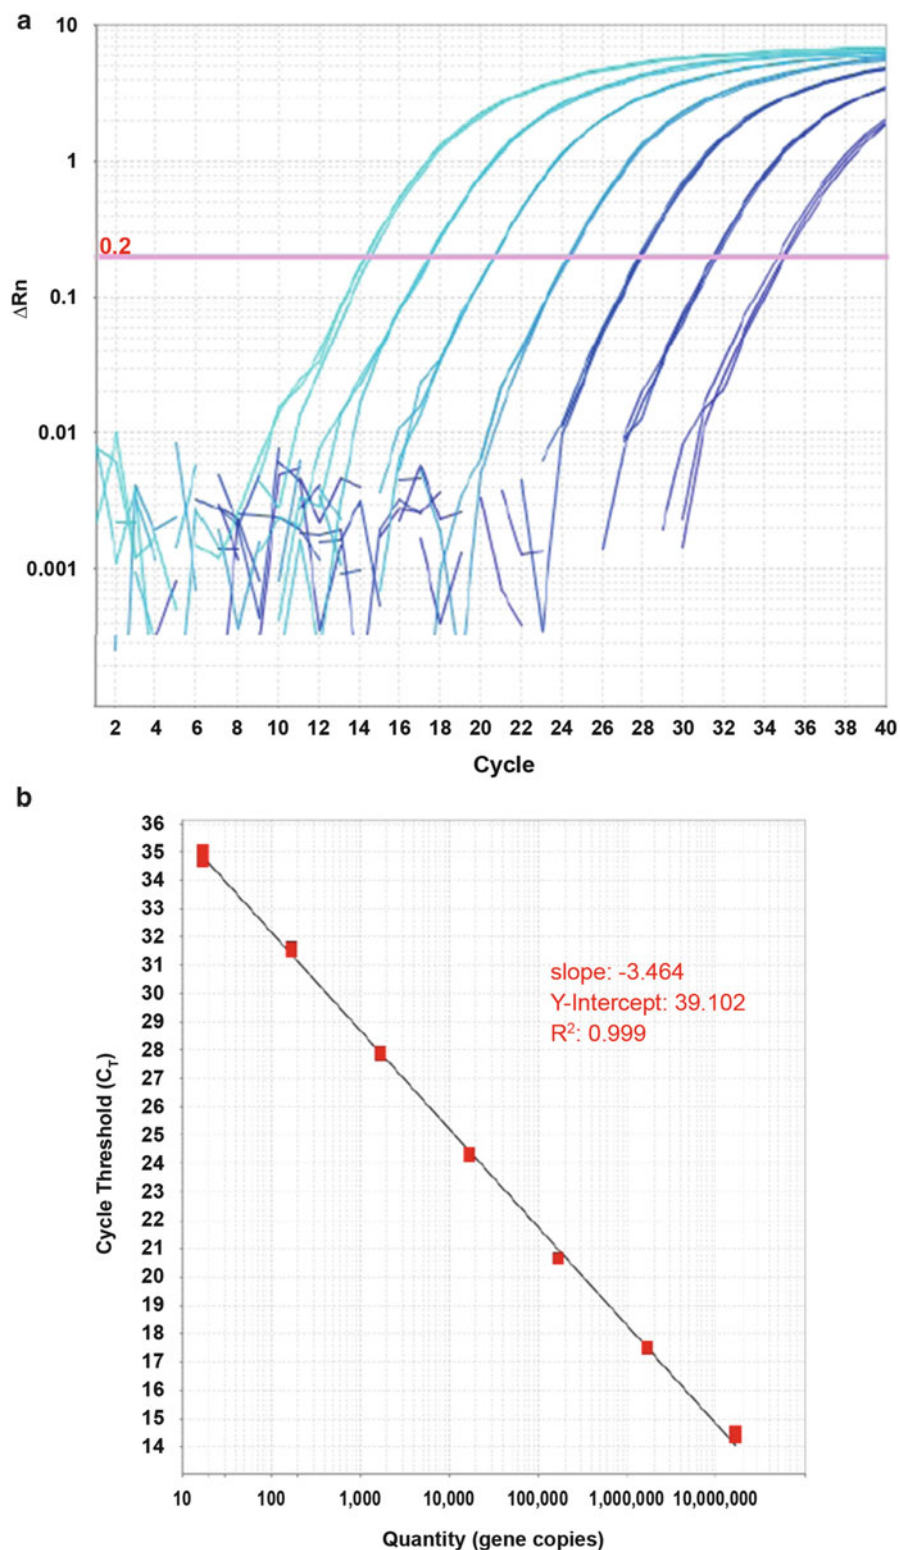 a
10
1
0.2
0.1
0.01
0.001
ΔRn
2 4 6 8 10 12 14 16 18 20 22 24 26 28 30 32 34 36 38 40
Cycle
b
36
35
34
33
32
31
30
29
28
27
26
25
24
23
22
21
20
19
18
17
16
15
14
Cycle Threshold (C_T)
slope: -3.464
Y-Intercept: 39.102
R²: 0.999
10 100 1,000 10,000 100,000 1,000,000 10,000,000
Quantity (gene copies)